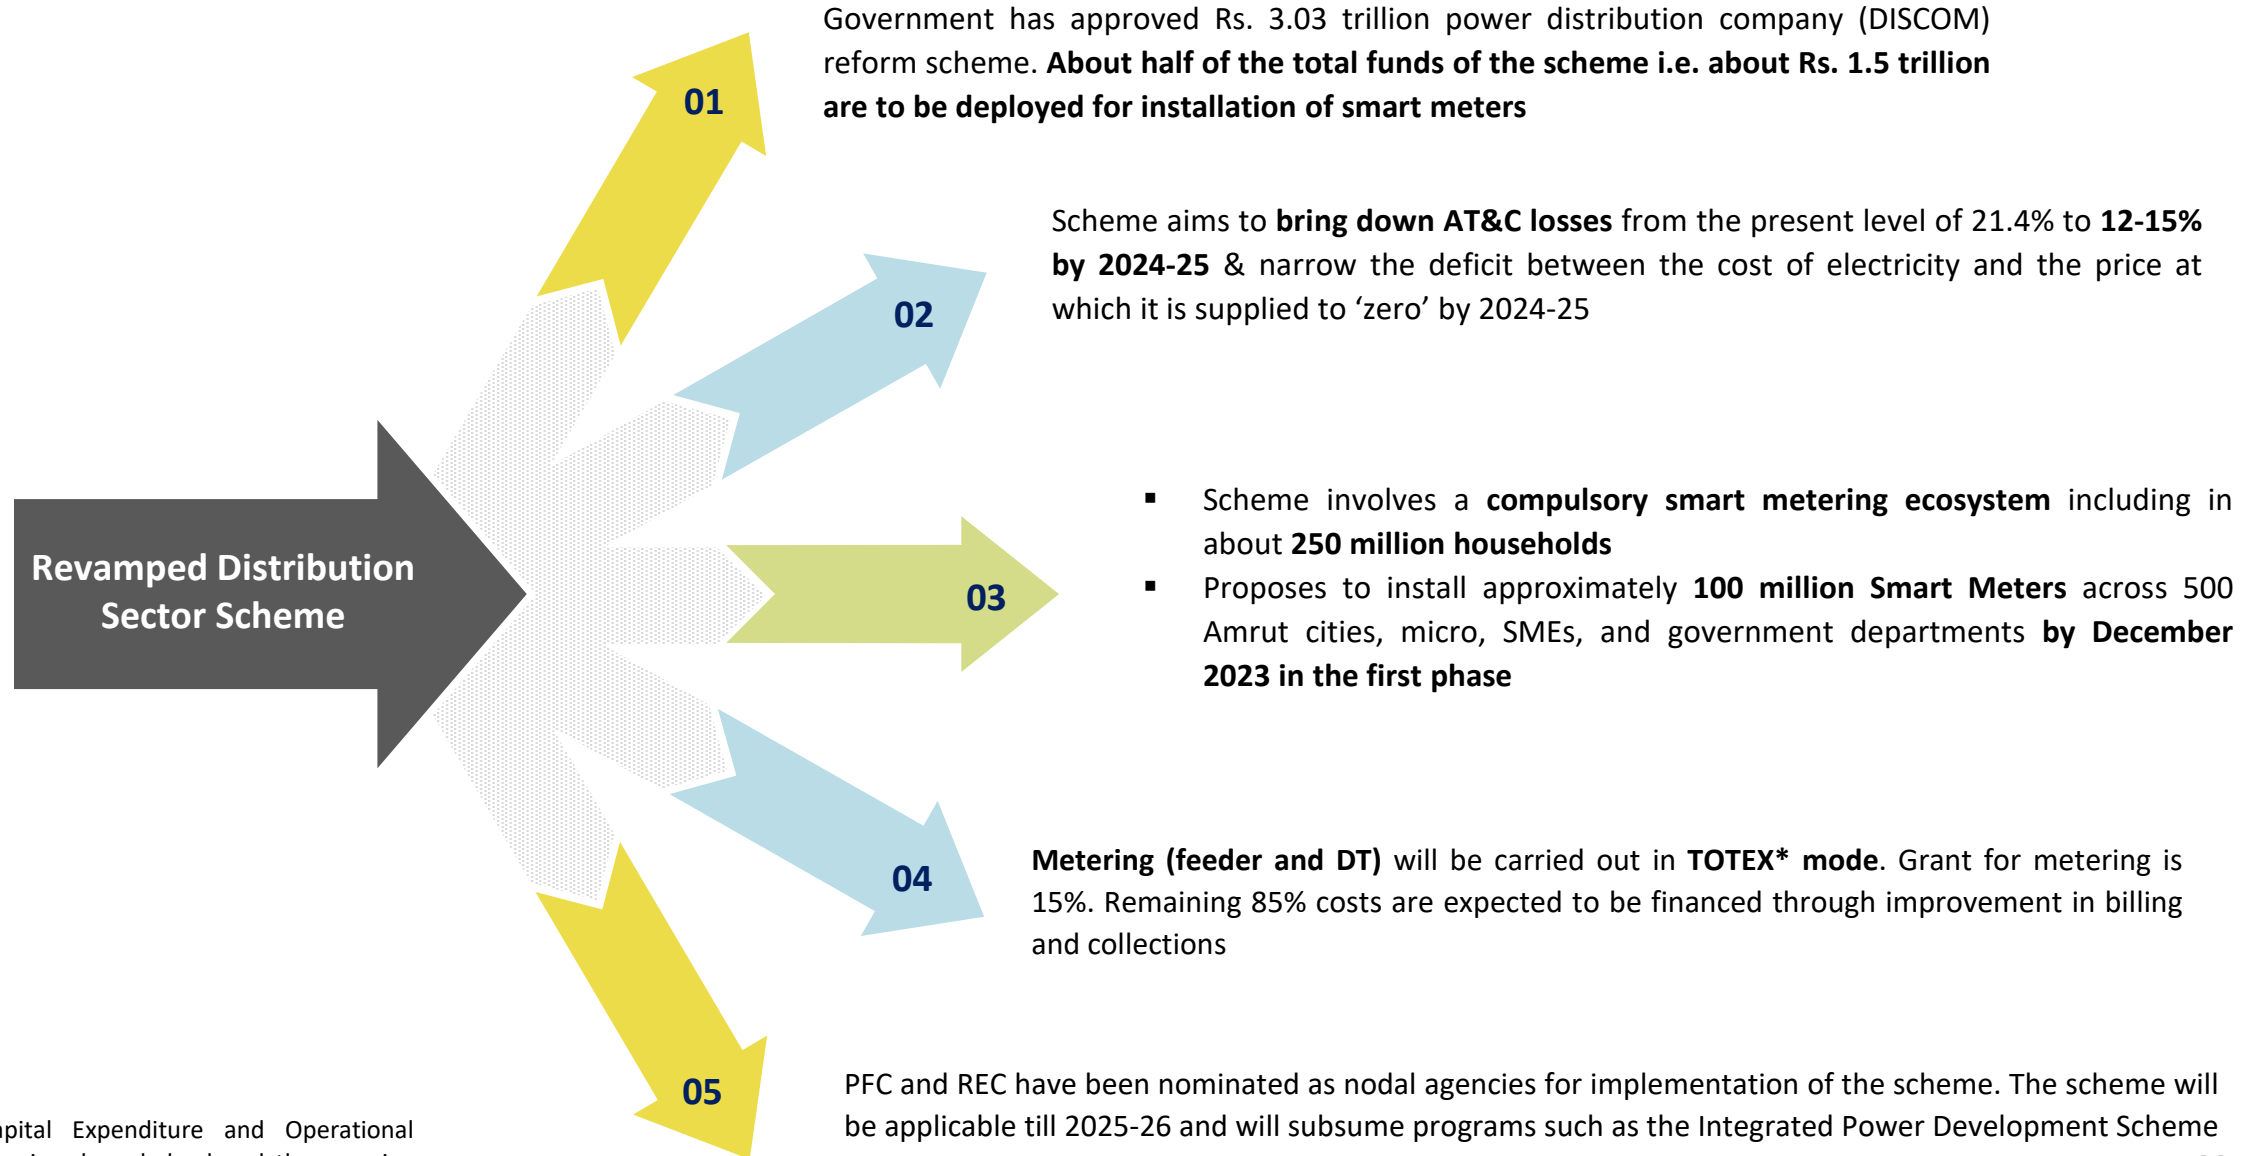 Government has approved Rs. 3.03 trillion power distribution company (DISCOM)
reform scheme. About half of the total funds of the scheme i.e. about Rs. 1.5 trillion
are to be deployed for installation of smart meters
01
Scheme aims to bring down AT&C losses from the present level of 21.4% to 12-15%
by 2024-25 & narrow the deficit between the cost of electricity and the price at
which it is supplied to ‘zero’ by 2024-25
02
▪ Scheme involves a compulsory smart metering ecosystem including in
about 250 million households
▪ Proposes to install approximately 100 million Smart Meters across 500
Amrut cities, micro, SMEs, and government departments by December
2023 in the first phase
03
Revamped Distribution
Sector Scheme
Metering (feeder and DT) will be carried out in TOTEX* mode. Grant for metering is
15%. Remaining 85% costs are expected to be financed through improvement in billing
and collections
04
PFC and REC have been nominated as nodal agencies for implementation of the scheme. The scheme will
be applicable till 2025-26 and will subsume programs such as the Integrated Power Development Scheme
05
Expenditure and Operational